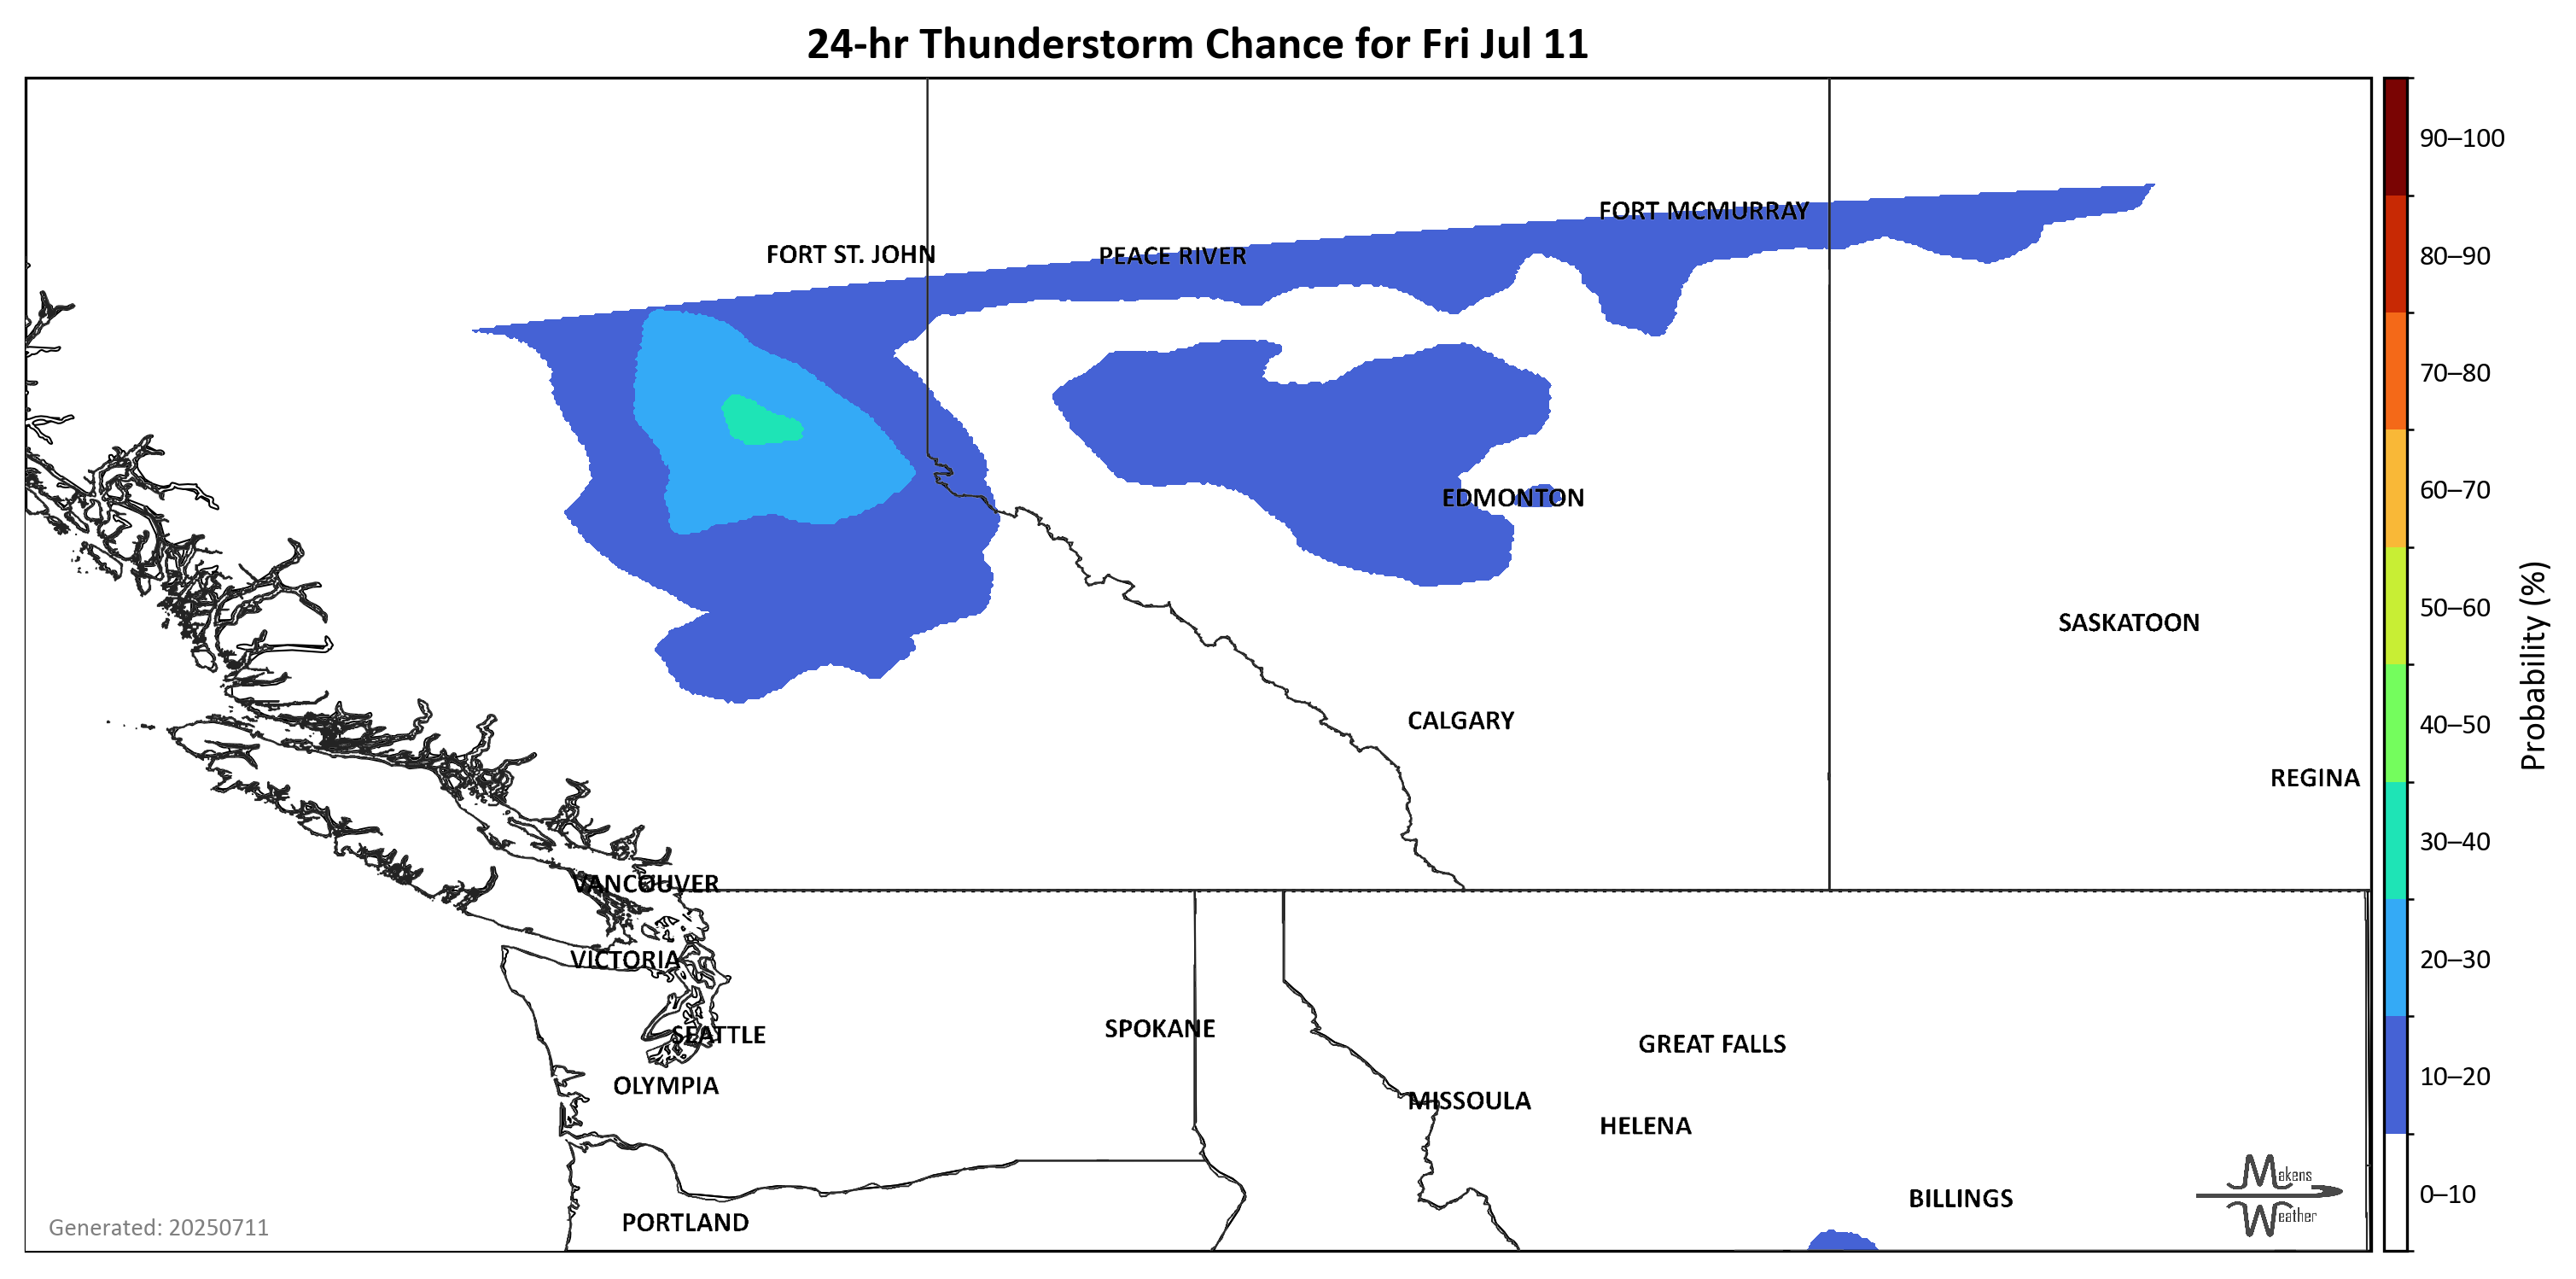 24-hr Thunderstorm Chance for Fri Jul 11
FORT MCMURRAY
FORT ST. JOHN
PEACE RIVER
EDMONTON
SASKATOON
CALGARY
REGINA
VANCOUVER
VICTORIA
SEATTLE
SPOKANE
GREAT FALLS
OLYMPIA
MISSOULA
HELENA
BILLINGS
PORTLAND
Generated: 20250711
Makens
Weather
90–100
80–90
70–80
60–70
50–60
40–50
30–40
20–30
10–20
0–10
Probability (%)